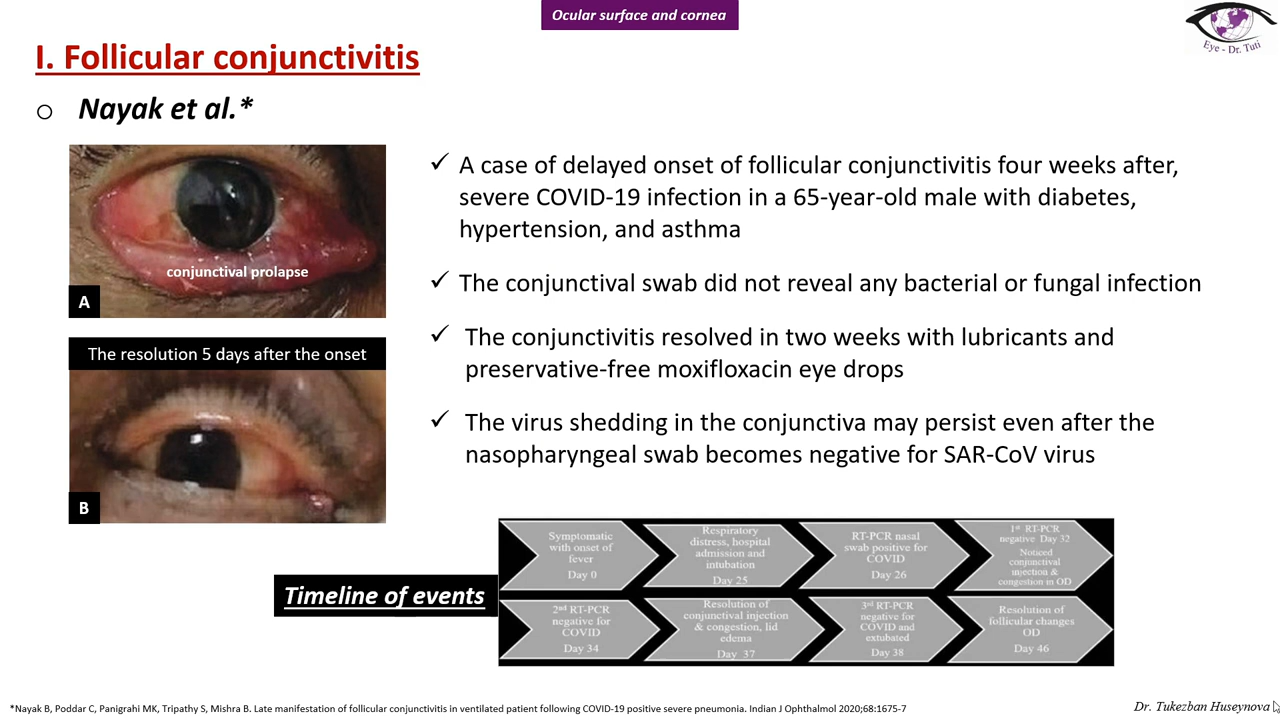 Ocular surface and cornea
Eye - Dr. Tuti
I. Follicular conjunctivitis
Nayak et al.*
conjunctival prolapse
A
The resolution 5 days after the onset
B
A case of delayed onset of follicular conjunctivitis four weeks after,
severe COVID-19 infection in a 65-year-old male with diabetes,
hypertension, and asthma
The conjunctival swab did not reveal any bacterial or fungal infection
The conjunctivitis resolved in two weeks with lubricants and
preservative-free moxifloxacin eye drops
The virus shedding in the conjunctiva may persist even after the
nasopharyngeal swab becomes negative for SAR-CoV virus
Timeline of events
Symptomatic
with onset of
fever
Day 0
Respiratory
distress, hospital
admission and
intubation
Day 25
RT-PCR nasal
swab positive for
COVID
Day 26
1st RT-PCR
negative Day 32
Noticed
conjunctival
injection &
congestion in OD
2nd RT-PCR
negative for
COVID
Day 34
Resolution of
conjunctival injection
& congestion, lid
edema
Day 37
3rd RT-PCR
negative for
COVID and
extubated
Day 38
Resolution of
follicular changes
OD
Day 46
*Nayak B, Poddar C, Panigrahi MK, Tripathy S, Mishra B. Late manifestation of follicular conjunctivitis in ventilated patient following COVID-19 positive severe pneumonia. Indian J Ophthalmol 2020;68:1675-7
Dr. Tukezban Huseynova